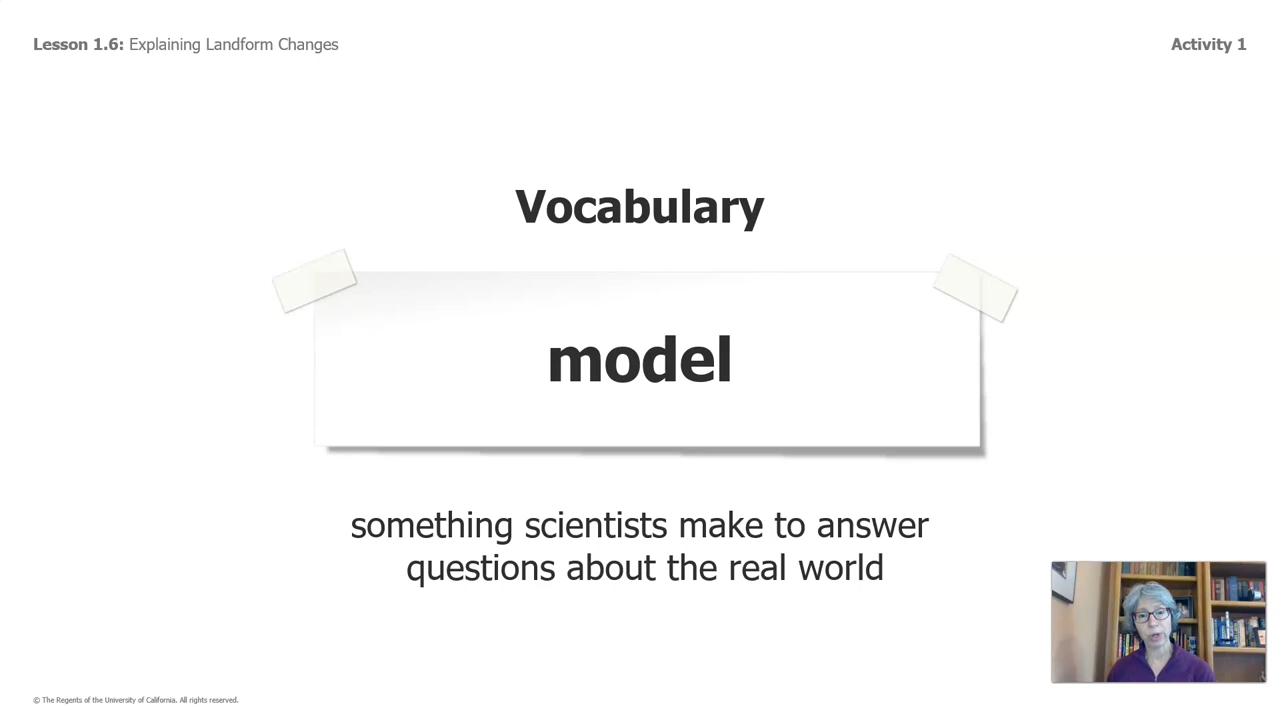 Lesson 1.6: Explaining Landform Changes
Activity 1
Vocabulary
model
something scientists make to answer
questions about the real world
© The Regents of the University of California. All rights reserved.